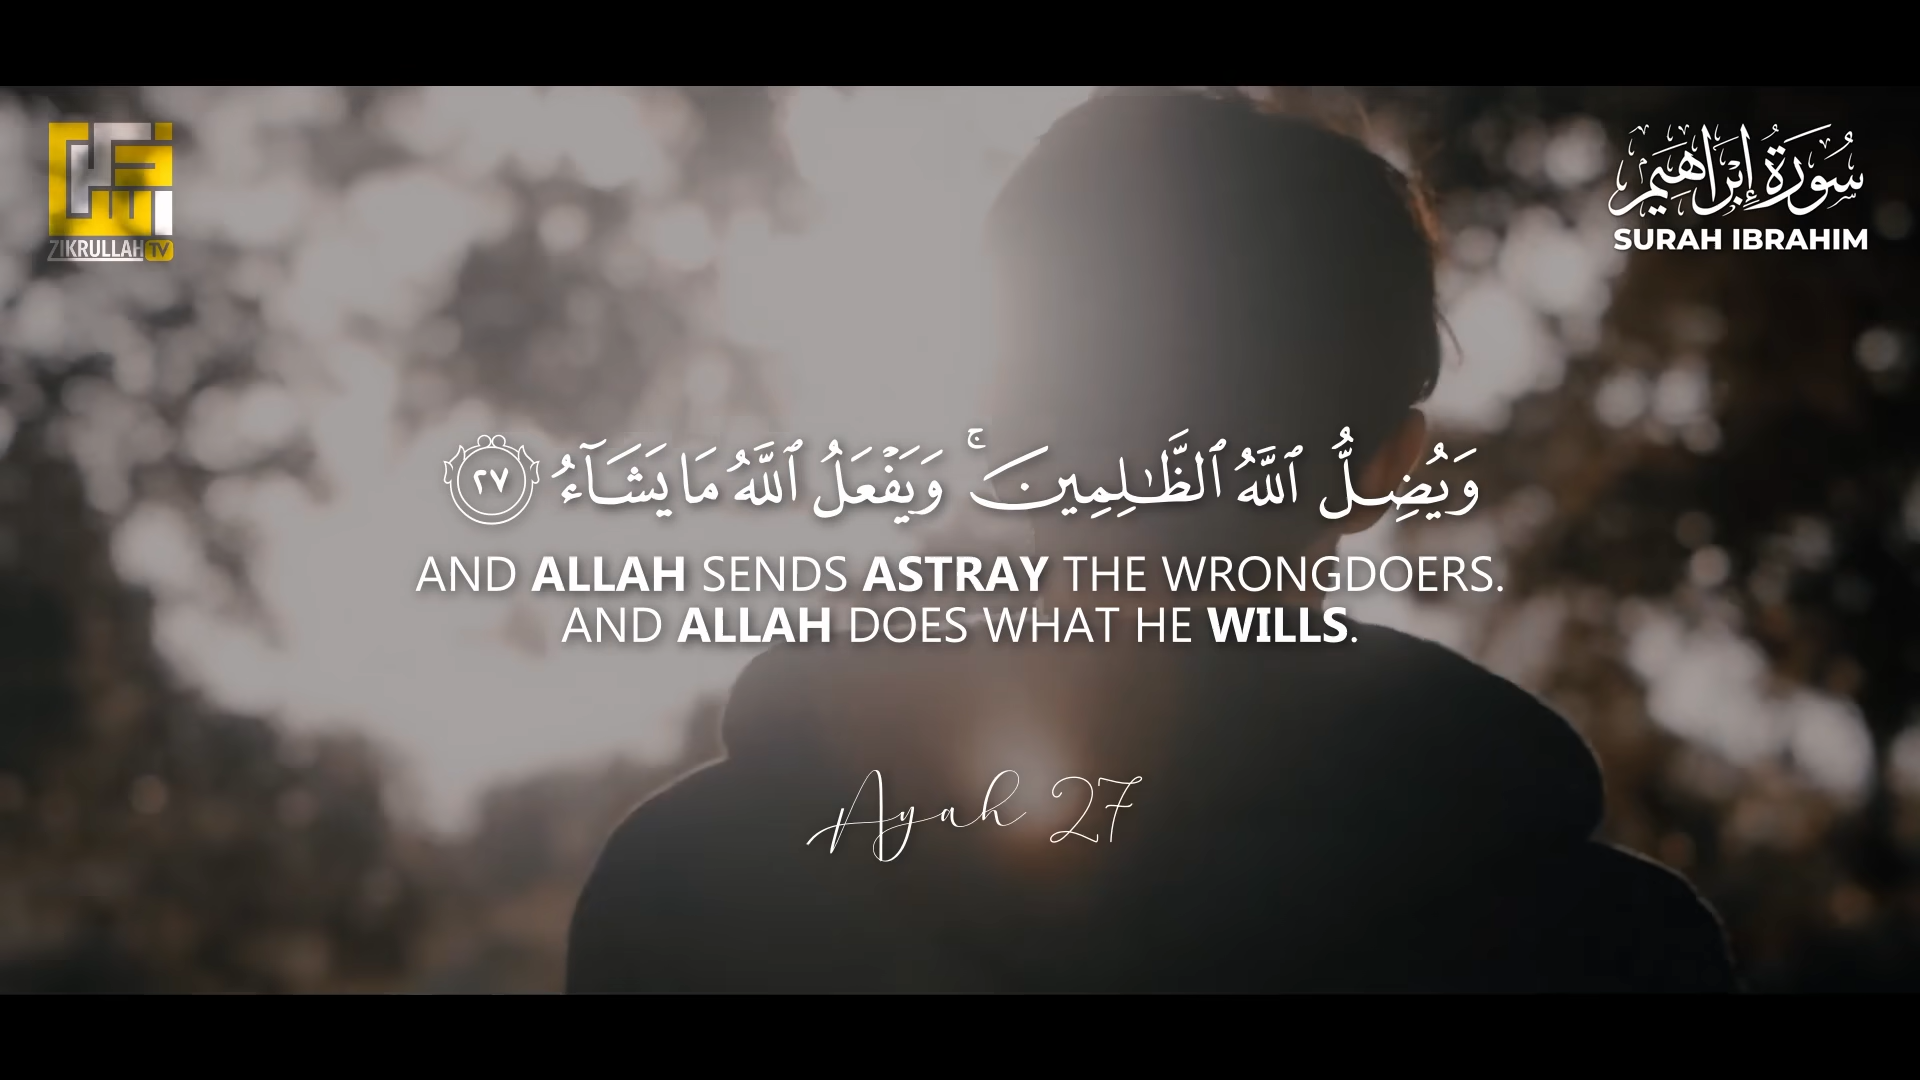 ZIKRULLAH TV
سُورَةُ إِبْرَاهِيم
SURAH IBRAHIM
وَيُضِلُّ ٱللَّهُ ٱلظَّـٰلِمِينَ ۚ وَيَفْعَلُ ٱللَّهُ مَا يَشَآءُ ٢٧
AND ALLAH SENDS ASTRAY THE WRONGDOERS.
AND ALLAH DOES WHAT HE WILLS.
Ayah 27